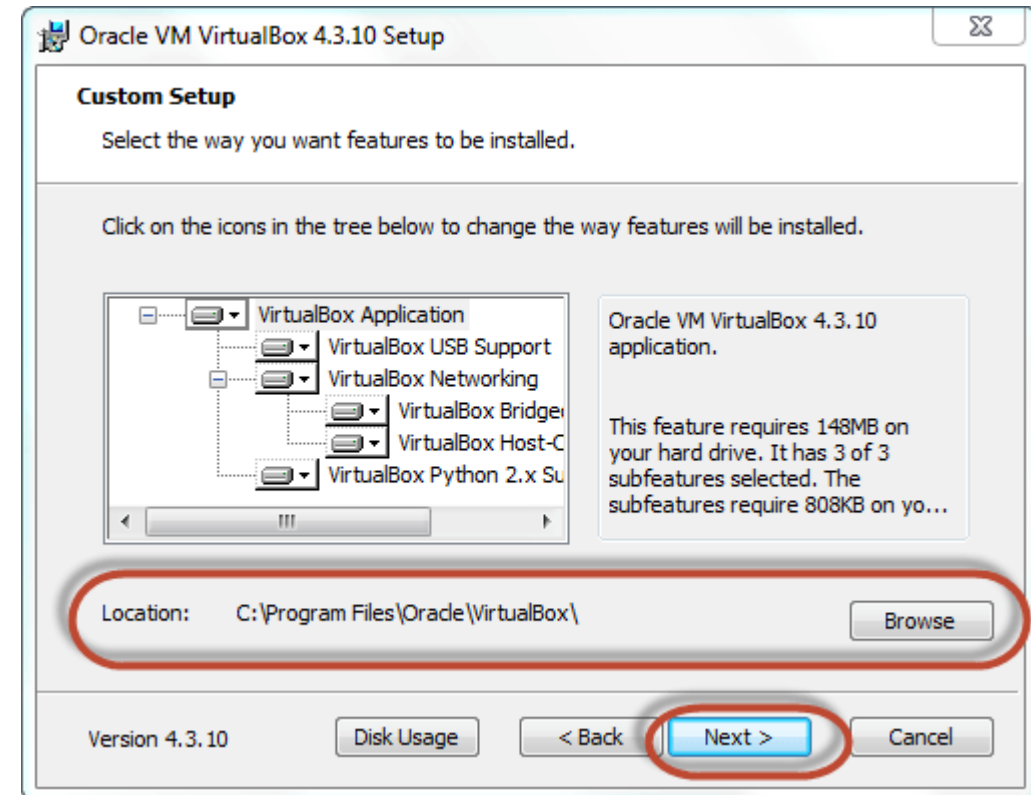 Oracle VM VirtualBox 4.3.10 Setup
Custom Setup
Select the way you want features to be installed.
Click on the icons in the tree below to change the way features will be installed.
VirtualBox Application
VirtualBox USB Support
VirtualBox Networking
VirtualBox Bridge
VirtualBox Host-C
VirtualBox Python 2.x Su
Oracle VM VirtualBox 4.3.10
application.
This feature requires 148MB on
your hard drive. It has 3 of 3
subfeatures selected. The
subfeatures require 808KB on yo...
Location: C:\Program Files\Oracle\VirtualBox\ Browse
Version 4.3.10 Disk Usage < Back Next > Cancel